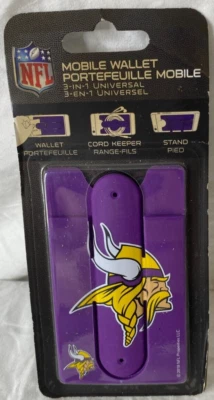 NFL
MOBILE WALLET
PORTEFEUILLE MOBILE
3-IN-1 UNIVERSAL
3-EN-1 UNIVERSEL
WALLET
PORTEFEUILLE
CORD KEEPER
RANGE-FILS
STAND
PIED